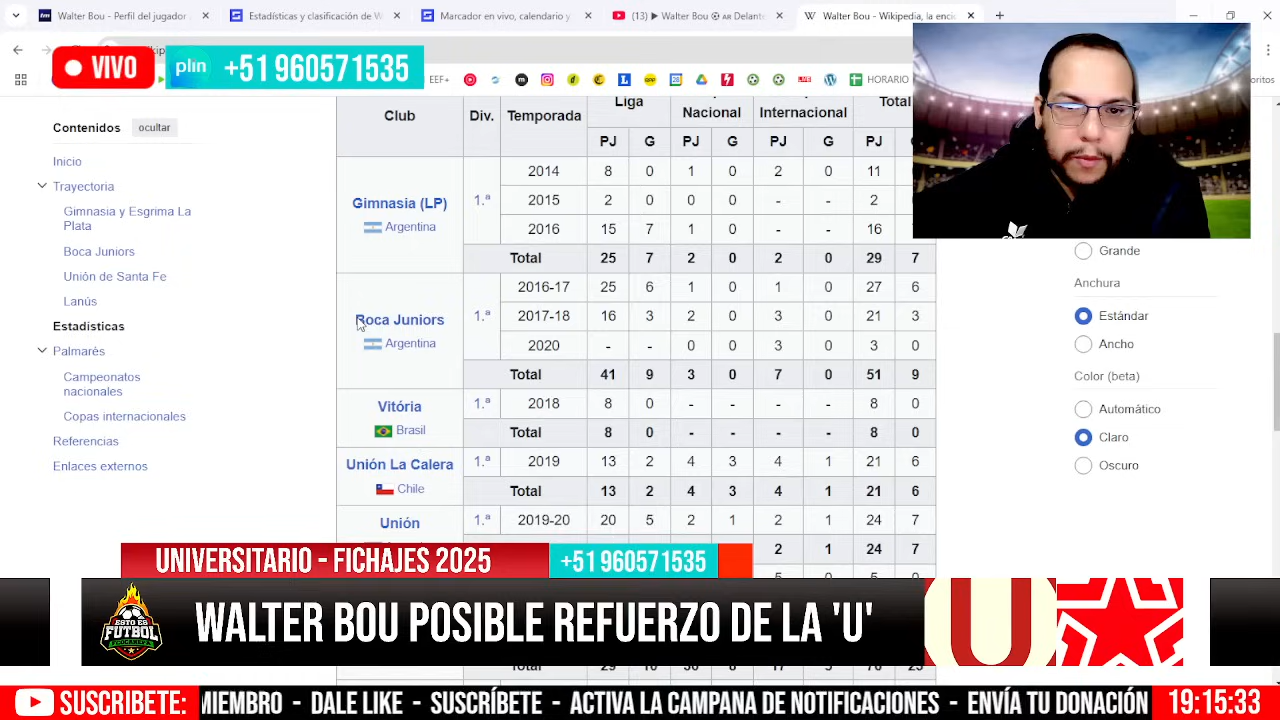 Walter Bou - Perfil del jugador
Estadísticas y clasificación de W
Marcador en vivo, calendario y
(13) ▶ Walter Bou ⚽ AR Delant
Walter Bou - Wikipedia, la enci
VIVO
plin
+51 960571535
EEF+
HORARIO
Contenidos
ocultar
Inicio
Trayectoria
Gimnasia y Esgrima La
Plata
Boca Juniors
Unión de Santa Fe
Lanús
Estadísticas
Palmarés
Campeonatos
nacionales
Copas internacionales
Referencias
Enlaces externos
Club Div. Temporada Liga Nacional Internacional Total
PJ G PJ G PJ G PJ
Gimnasia (LP)
Argentina
1.ª
2014 8 0 1 0 2 0 11
2015 2 0 0 0 - - 2
2016 15 7 1 0 - - 16
Total 25 7 2 0 2 0 29 7
Boca Juniors
Argentina
1.ª
2016-17 25 6 1 0 1 0 27 6
2017-18 16 3 2 0 3 0 21 3
2020 - - 0 0 3 0 3 0
Total 41 9 3 0 7 0 51 9
Vitória
Brasil
1.ª 2018 8 0 - - - - 8 0
Total 8 0 - - - - 8 0
Unión La Calera
Chile
1.ª 2019 13 2 4 3 4 1 21 6
Total 13 2 4 3 4 1 21 6
Unión 1.ª 2019-20 20 5 2 1 2 1 24 7
2 1 24 7
Grande
Anchura
Estándar
Ancho
Color (beta)
Automático
Claro
Oscuro
UNIVERSITARIO - FICHAJES 2025
+51 960571535
ESTO ES
FUTBOL
WALTER BOU POSIBLE REFUERZO DE LA 'U'
U
SUSCRIBETE:
MIEMBRO - DALE LIKE - SUSCRÍBETE - ACTIVA LA CAMPANA DE NOTIFICACIONES - ENVÍA TU DONACIÓN
19:15:33